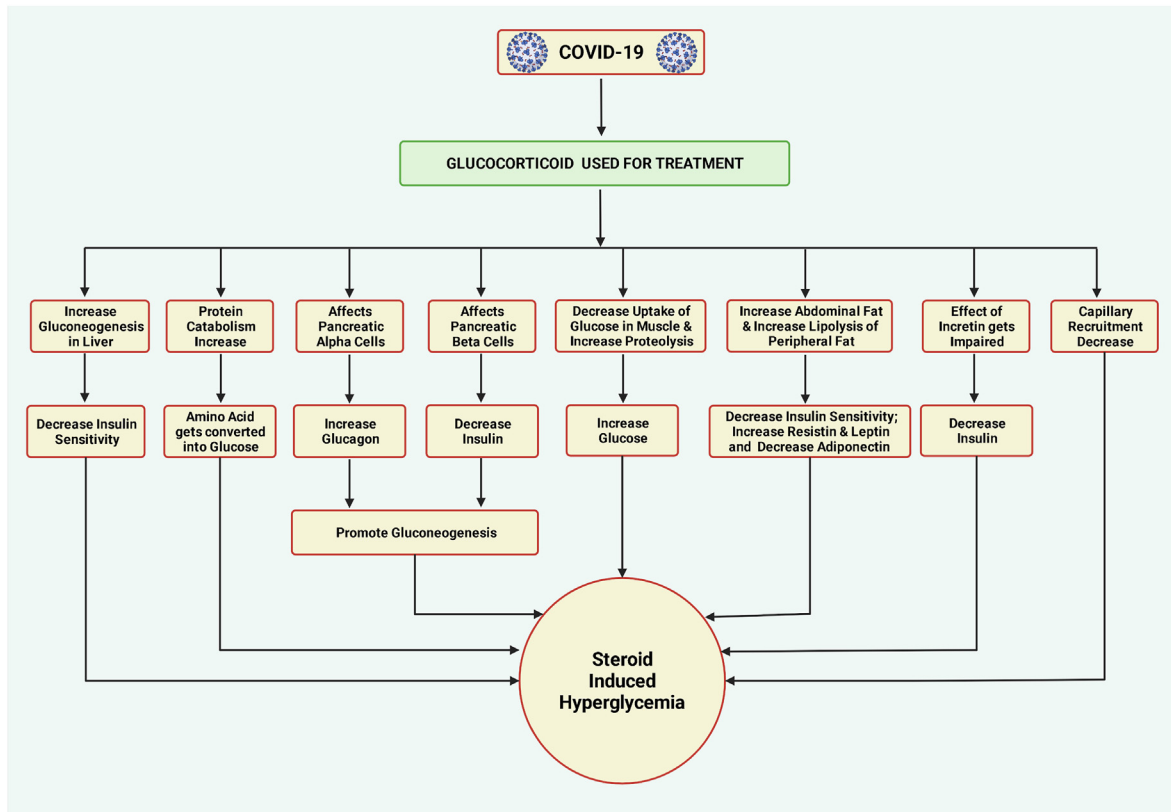 COVID-19
GLUCOCORTICOID USED FOR TREATMENT
Increase
Gluconeogenesis
in Liver
Protein
Catabolism
Increase
Affects
Pancreatic
Alpha Cells
Affects
Pancreatic
Beta Cells
Decrease Uptake of
Glucose in Muscle &
Increase Proteolysis
Increase Abdominal Fat
& Increase Lipolysis of
Peripheral Fat
Effect of
Incretin gets
Impaired
Capillary
Recruitment
Decrease
Decrease Insulin
Sensitivity
Amino Acid
gets converted
into Glucose
Increase
Glucagon
Decrease
Insulin
Increase
Glucose
Decrease Insulin Sensitivity;
Increase Resistin & Leptin
and Decrease Adiponectin
Decrease
Insulin
Promote Gluconeogenesis
Steroid
Induced
Hyperglycemia